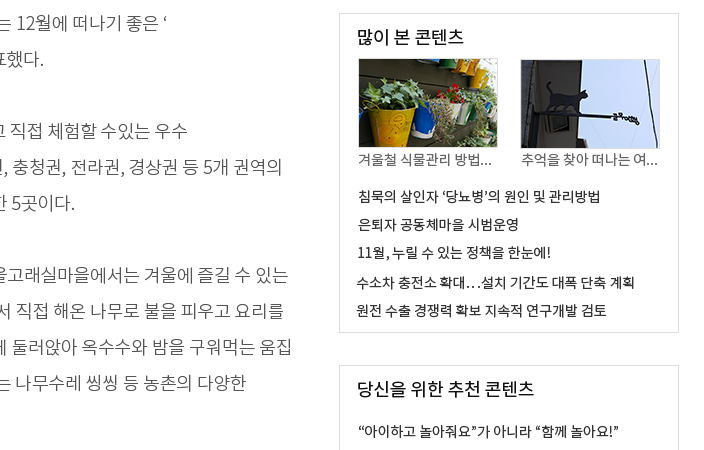 는 12월에 떠나기 좋은 ‘
표했다.
고 직접 체험할 수있는 우수
, 충청권, 전라권, 경상권 등 5개 권역의
한 5곳이다.
울고래실마을에서는 겨울에 즐길 수 있는
서 직접 해온 나무로 불을 피우고 요리를
에 둘러앉아 옥수수와 밤을 구워먹는 움집
는 나무수레 씽씽 등 농촌의 다양한
많이 본 콘텐츠
겨울철 식물관리 방법...
추억을 찾아 떠나는 여...
침묵의 살인자 ‘당뇨병’의 원인 및 관리방법
은퇴자 공동체마을 시범운영
11월, 누릴 수 있는 정책을 한눈에!
수소차 충전소 확대…설치 기간도 대폭 단축 계획
원전 수출 경쟁력 확보 지속적 연구개발 검토
당신을 위한 추천 콘텐츠
“아이하고 놀아줘요”가 아니라 “함께 놀아요!”